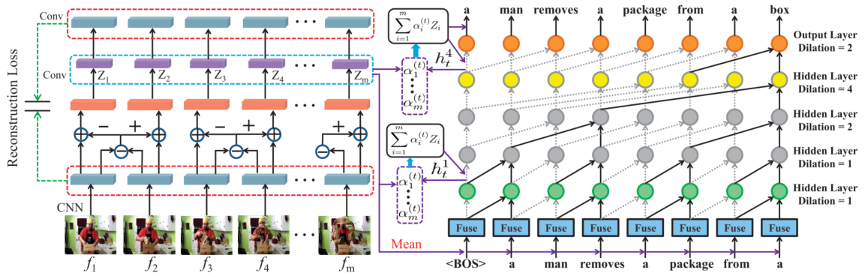 a man removes a package from a box
Reconstruction Loss
Conv
Z_1 Z_2 Z_3 Z_4 ... Z_m
− + + − − +
− − −
CNN
f_1 f_2 f_3 f_4 ... f_m
\sum_{i=1}^{m} \alpha_i^{(t)} Z_i
h_t^4
\alpha_1^{(t)}
⋮
\alpha_m^{(t)}
\sum_{i=1}^{m} \alpha_i^{(t)} Z_i
h_t^1
\alpha_1^{(t)}
⋮
\alpha_m^{(t)}
Mean
Output Layer
Dilation = 2
Hidden Layer
Dilation = 4
Hidden Layer
Dilation = 2
Hidden Layer
Dilation = 1
Hidden Layer
Dilation = 1
Fuse Fuse Fuse Fuse Fuse Fuse Fuse Fuse
<BOS> a man removes a package from a